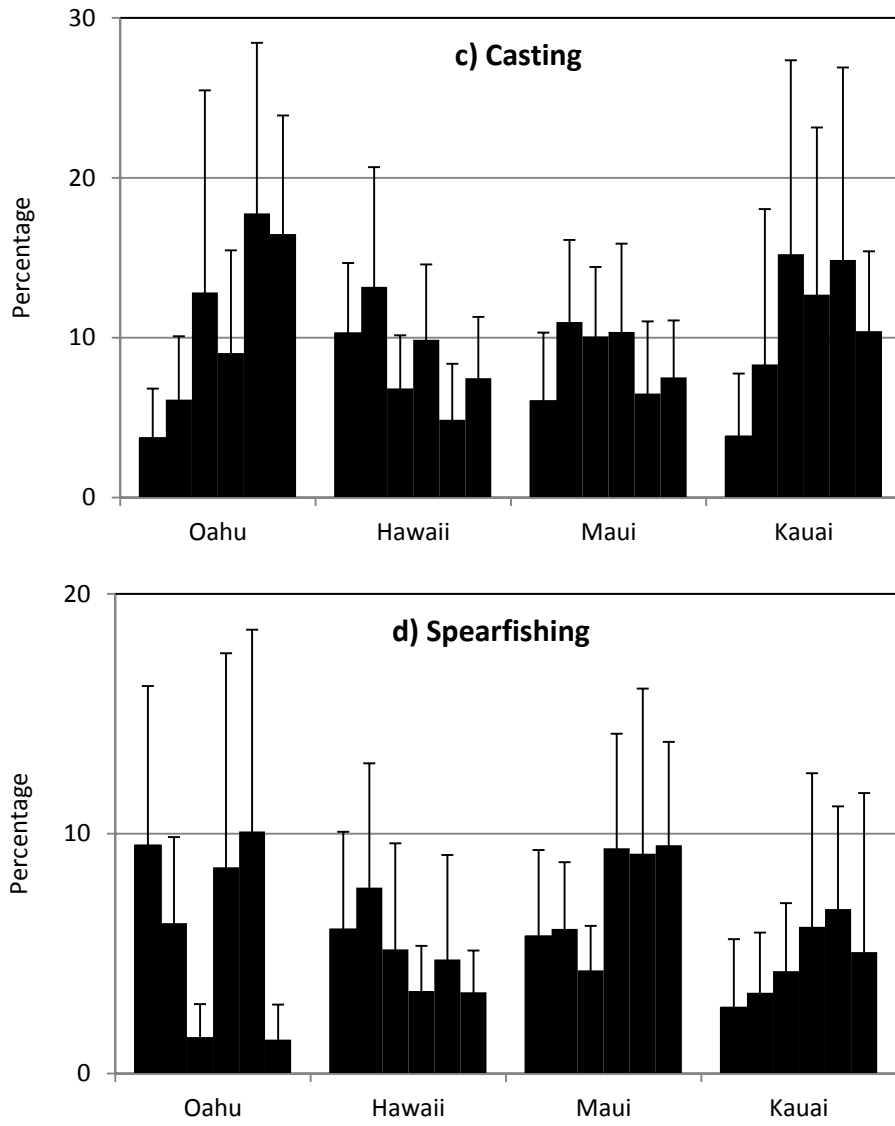 c) Casting
30
20
10
0
Percentage
Oahu Hawaii Maui Kauai
d) Spearfishing
20
10
0
Percentage
Oahu Hawaii Maui Kauai